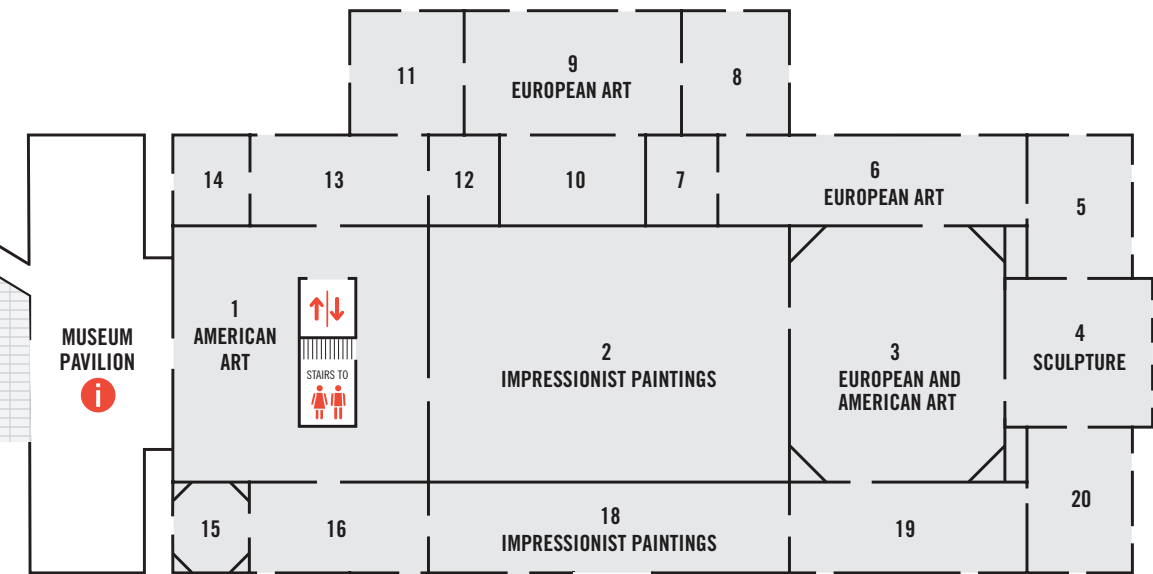 11
9
EUROPEAN ART
8
14
13
12
10
7
6
EUROPEAN ART
5
1
AMERICAN
ART
STAIRS TO
MUSEUM
PAVILION
i
2
IMPRESSIONIST PAINTINGS
3
EUROPEAN AND
AMERICAN ART
4
SCULPTURE
15
16
18
IMPRESSIONIST PAINTINGS
19
20